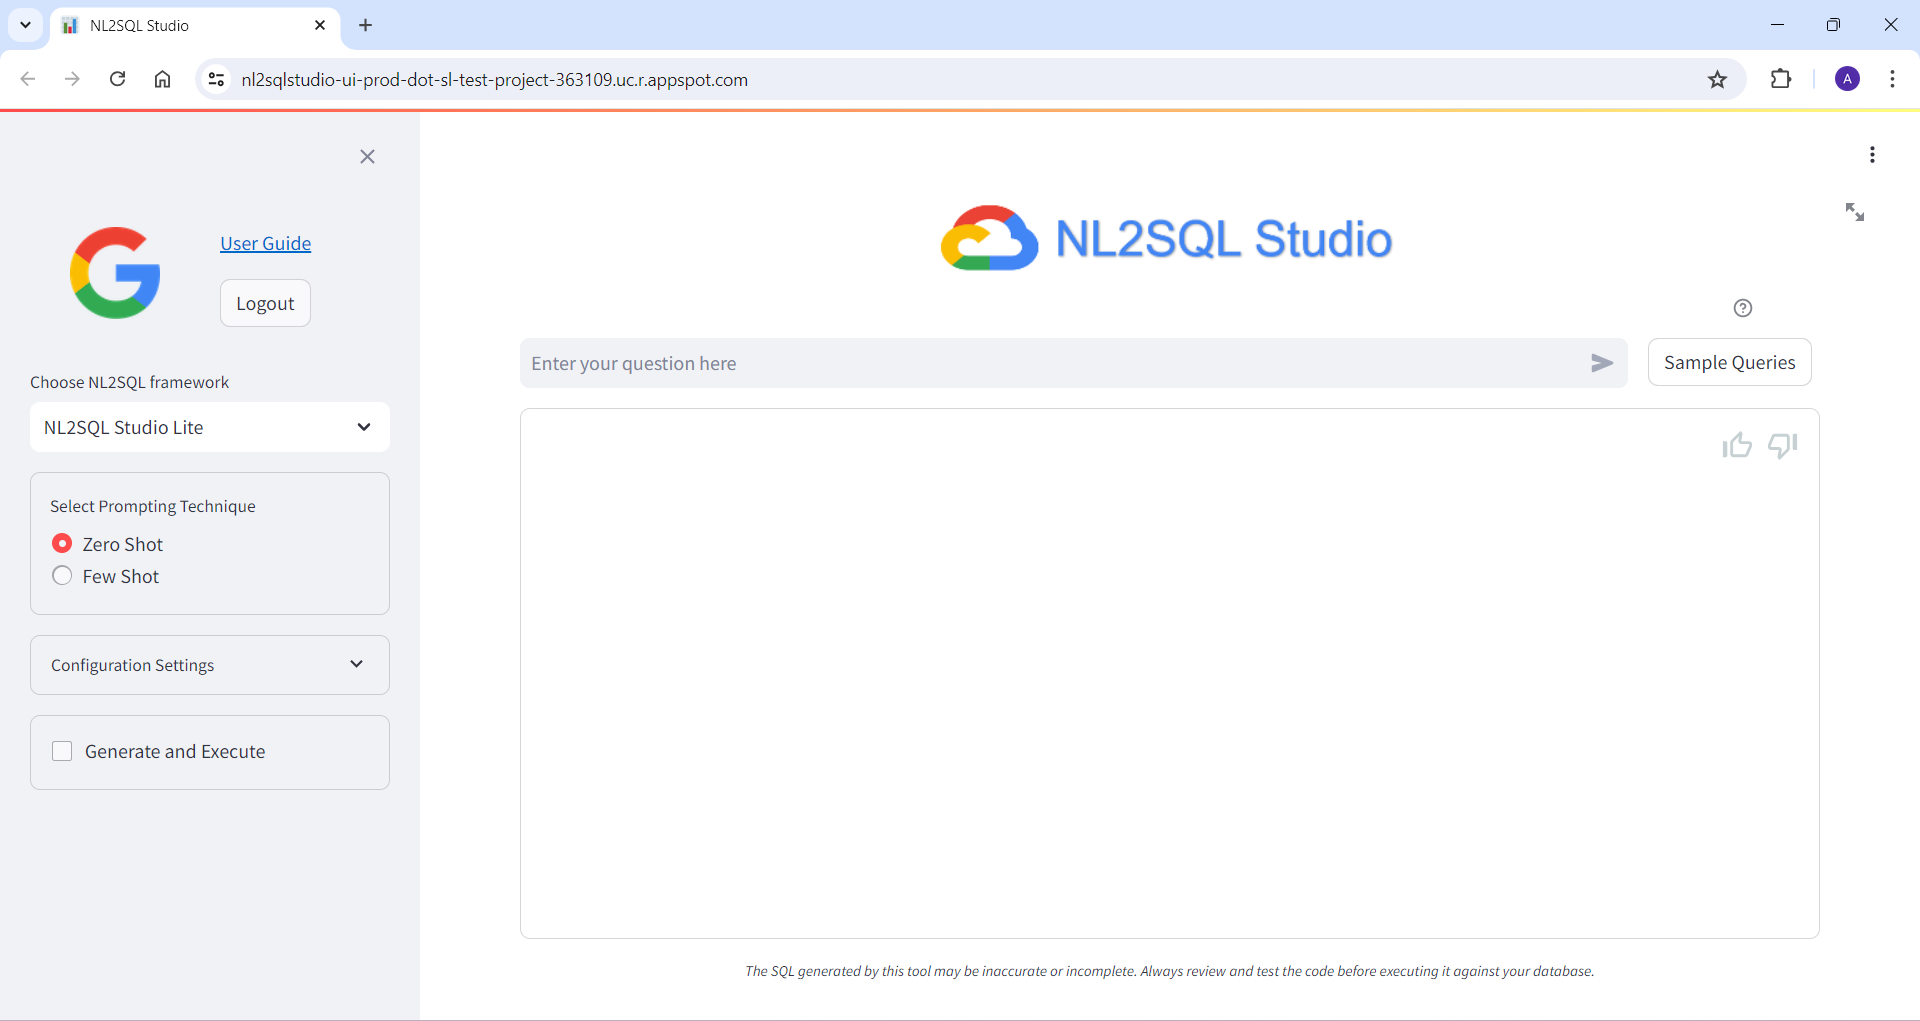 NL2SQL Studio
nl2sqlstudio-ui-prod-dot-sl-test-project-363109.uc.r.appspot.com
A
User Guide
Logout
Choose NL2SQL framework
NL2SQL Studio Lite
Select Prompting Technique
Zero Shot
Few Shot
Configuration Settings
Generate and Execute
NL2SQL Studio
Enter your question here
Sample Queries
The SQL generated by this tool may be inaccurate or incomplete. Always review and test the code before executing it against your database.